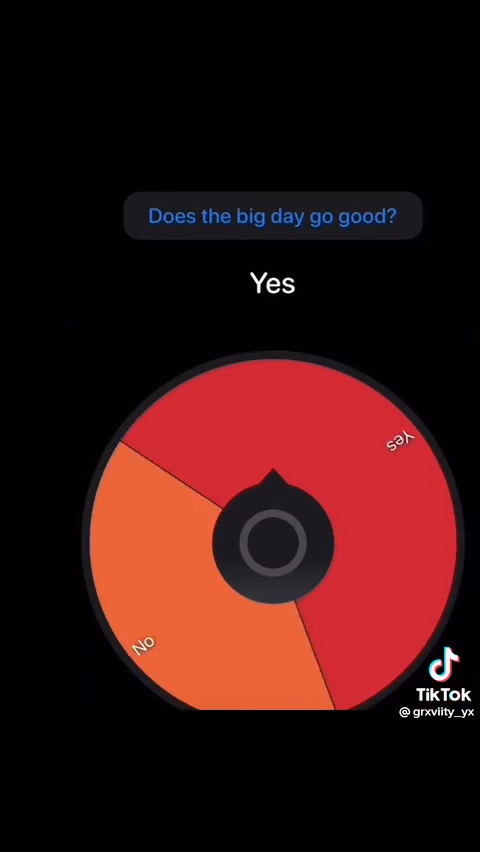 Does the big day go good?
Yes
Yes
No
TikTok
@grxviity_yx